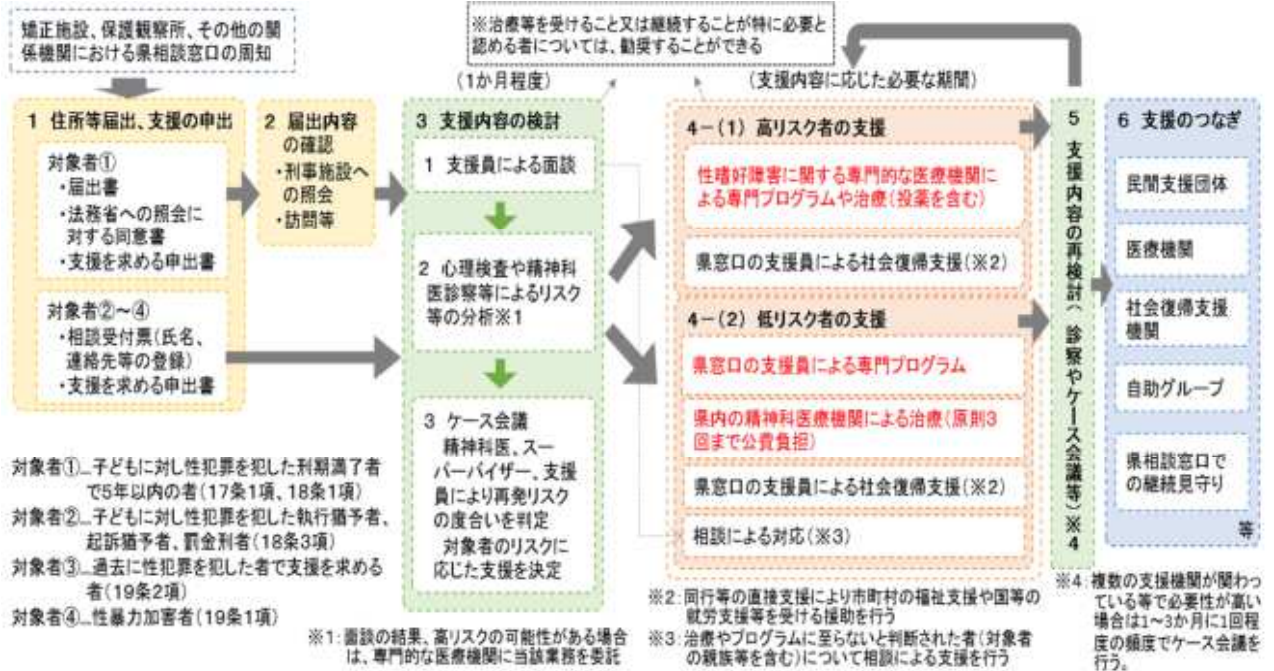 矯正施設、保護観察所、その他の関
係機関における県相談窓口の周知
※治療等を受けること又は継続することが特に必要と
認める者については、勧奨することができる
(1か月程度)
(支援内容に応じた必要な期間)
1 住所等届出、支援の申出
対象者①
・届出書
・法務省への照会に
対する同意書
・支援を求める申出書
対象者②～④
・相談受付票(氏名、
連絡先等の登録)
・支援を求める申出書
2 届出内容
の確認
・刑事施設へ
の照会
・訪問等
3 支援内容の検討
1 支援員による面談
2 心理検査や精神科
医診察等によるリスク
等の分析※1
3 ケース会議
精神科医、スー
パーバイザー、支援
員により再発リスク
の度合いを判定
対象者のリスクに
応じた支援を決定
4－(1) 高リスク者の支援
性嗜好障害に関する専門的な医療機関に
よる専門プログラムや治療(投薬を含む)
県窓口の支援員による社会復帰支援(※2)
4－(2) 低リスク者の支援
県窓口の支援員による専門プログラム
県内の精神科医療機関による治療(原則3
回まで公費負担)
県窓口の支援員による社会復帰支援(※2)
相談による対応(※3)
5 支援内容の再検討(診察やケース会議等)※4
6 支援のつなぎ
民間支援団体
医療機関
社会復帰支援
機関
自助グループ
県相談窓口で
の継続見守り
等
対象者①…子どもに対し性犯罪を犯した刑期満了者
で5年以内の者(17条1項、18条1項)
対象者②…子どもに対し性犯罪を犯した執行猶予者、
起訴猶予者、罰金刑者(18条3項)
対象者③…過去に性犯罪を犯した者で支援を求める
者(19条2項)
対象者④…性暴力加害者(19条1項)
※1:面談の結果、高リスクの可能性がある場合
は、専門的な医療機関に当該業務を委託
※2:同行等の直接支援により市町村の福祉支援や国等の
就労支援等を受ける援助を行う
※3:治療やプログラムに至らないと判断された者(対象者
の親族等を含む)について相談による支援を行う
※4:複数の支援機関が関わっ
ている等で必要性が高い
場合は1～3か月に1回程
度の頻度でケース会議を
行う。